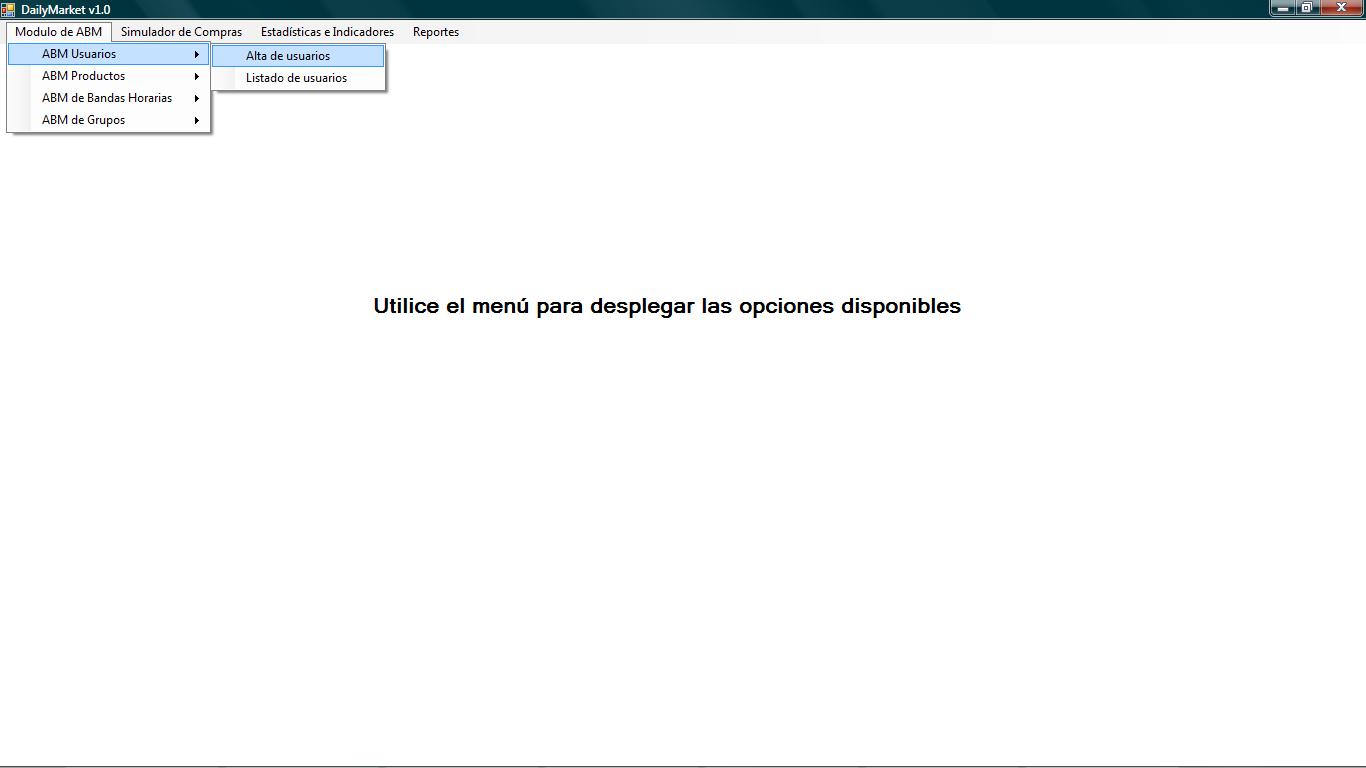 DailyMarket v1.0
Modulo de ABM Simulador de Compras Estadísticas e Indicadores Reportes
ABM Usuarios
Alta de usuarios
ABM Productos
Listado de usuarios
ABM de Bandas Horarias
ABM de Grupos
Utilice el menú para desplegar las opciones disponibles